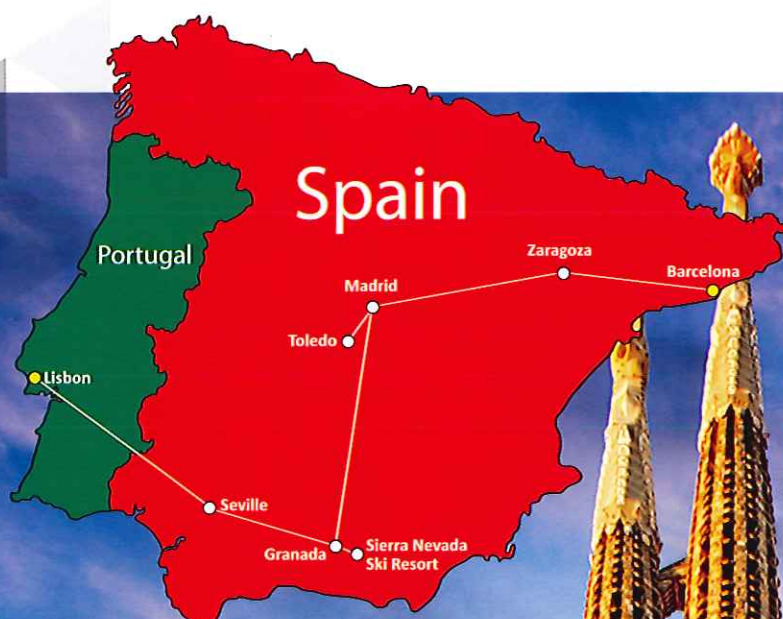 Spain
Portugal
Zaragoza
Barcelona
Madrid
Toledo
Lisbon
Seville
Granada
Sierra Nevada
Ski Resort